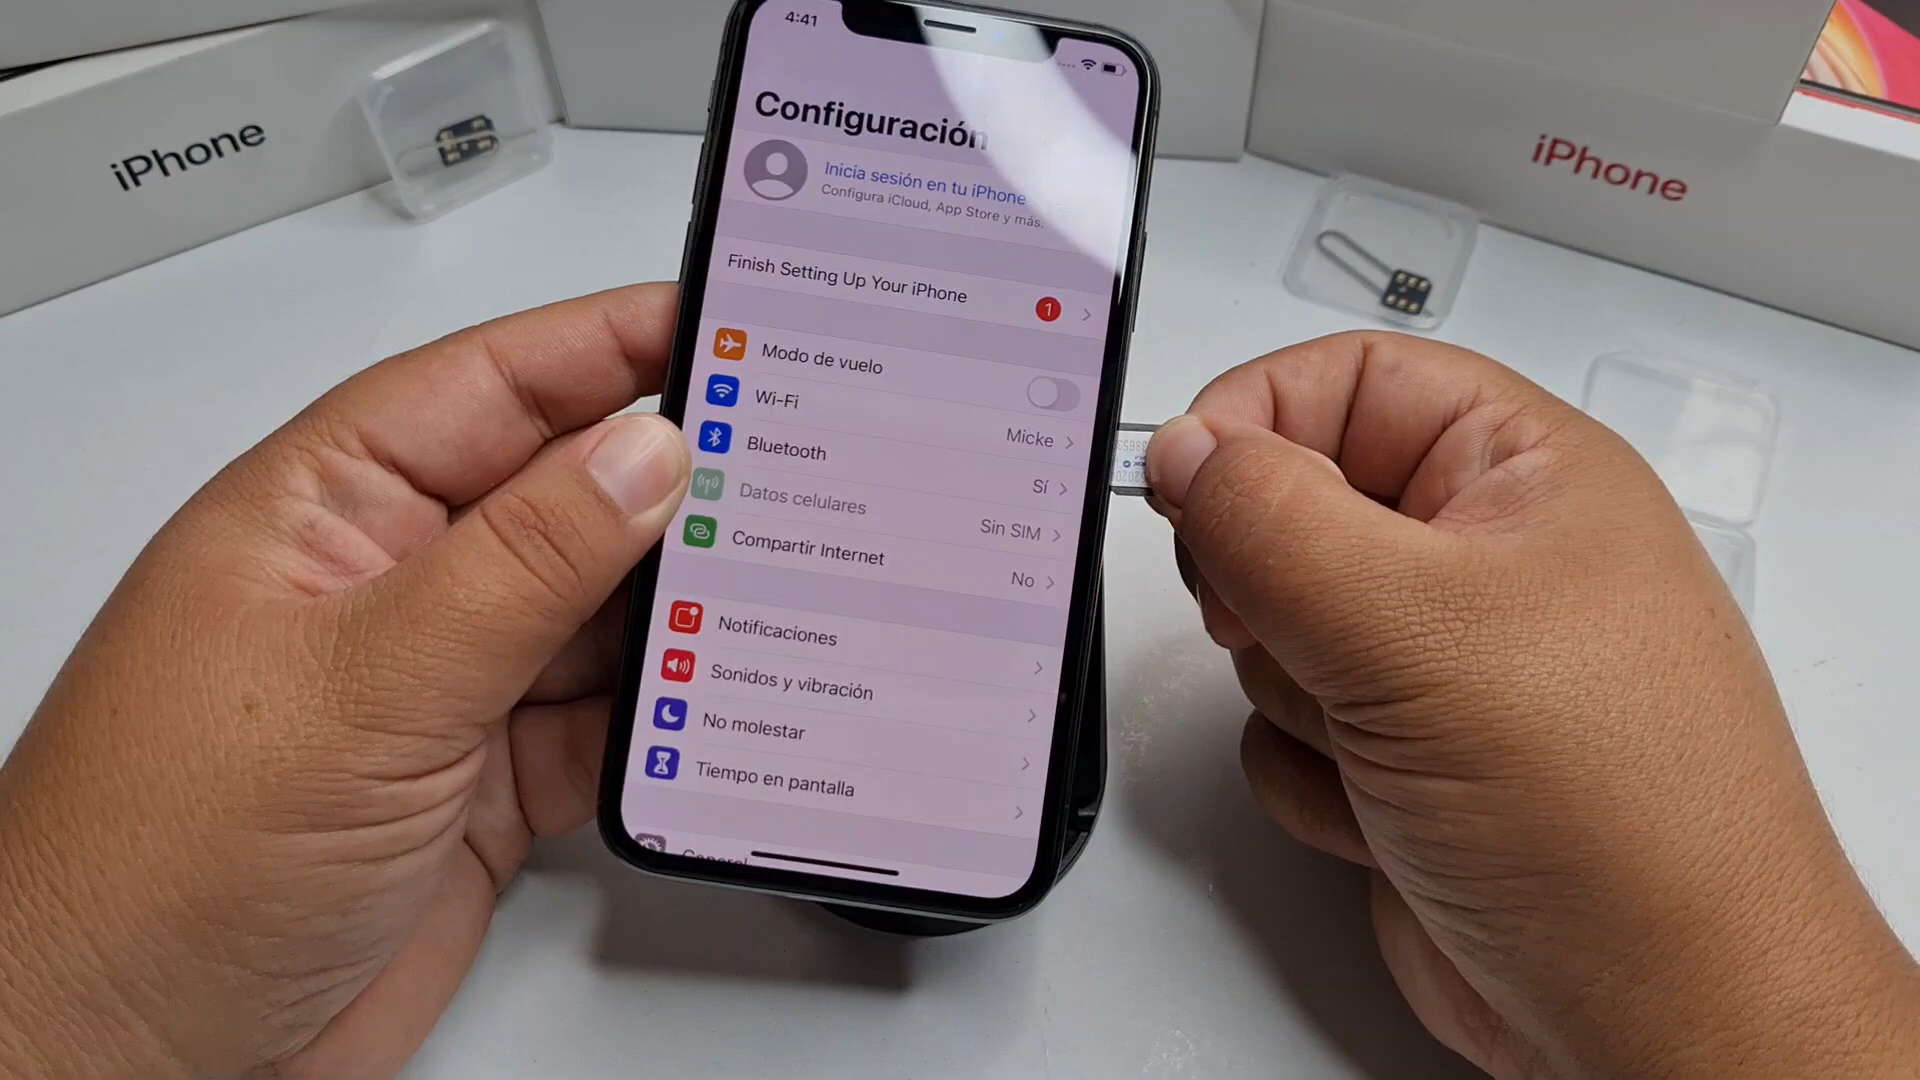 4:41
iPhone
iPhone
Configuración
Inicia sesión en tu iPhone
Configura iCloud, App Store y más.
Finish Setting Up Your iPhone
1
Modo de vuelo
Wi-Fi
Micke
Bluetooth
Sí
Datos celulares
Sin SIM
Compartir Internet
No
Notificaciones
Sonidos y vibración
No molestar
Tiempo en pantalla
General